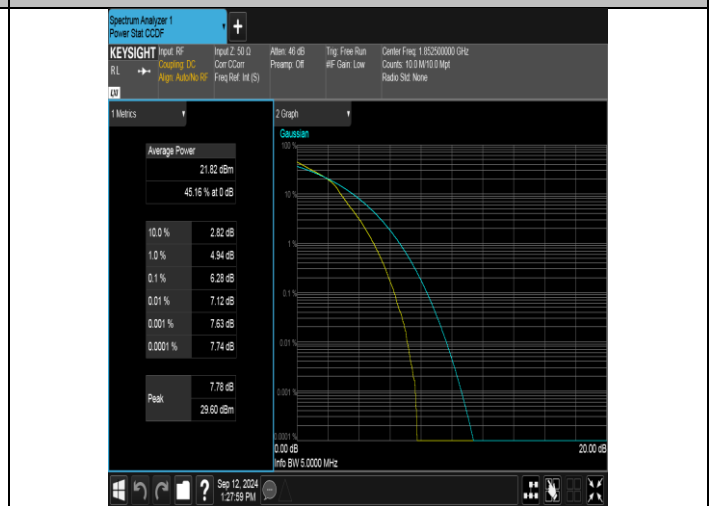 Spectrum Analyzer 1
Power Stat CCDF
+
KEYSIGHT Input: RF Input Z: 50 Ω Atten: 46 dB Trig: Free Run Center Freq: 1.852500000 GHz
RL Coupling: DC Corr CCorr Preamp: Off #IF Gain: Low Counts: 10.0 M/10.0 Mpt
Align: Auto/No RF Freq Ref: Int (S) Radio Std: None
LXI
1 Metrics
2 Graph
Gaussian
Average Power
21.82 dBm
45.16 % at 0 dB
10.0 % 2.82 dB
1.0 % 4.94 dB
0.1 % 6.28 dB
0.01 % 7.12 dB
0.001 % 7.63 dB
0.0001 % 7.74 dB
Peak 7.78 dB
29.60 dBm
100 %
10 %
1 %
0.1 %
0.01 %
0.001 %
0.0001 %
0.00 dB 20.00 dB
Info BW 5.0000 MHz
?
Sep 12, 2024
1:27:59 PM